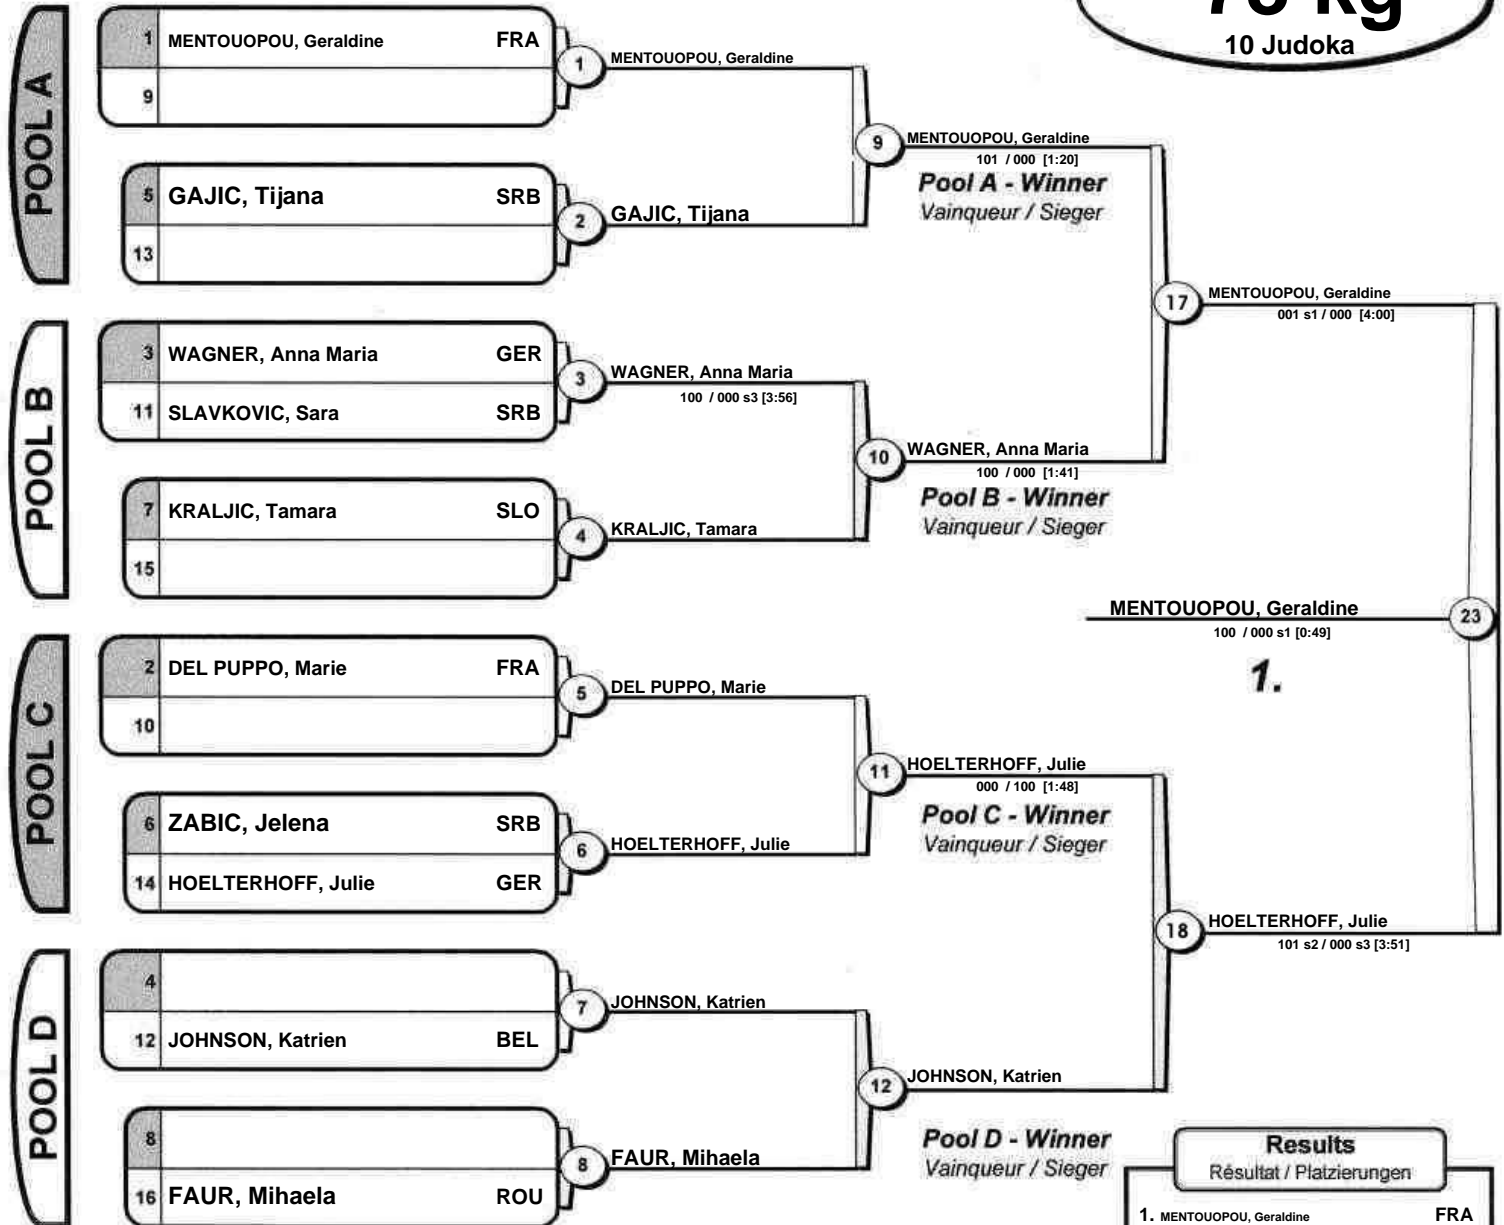 78 kg
10 Judoka
POOL A
1 MENTOUOPOU, Geraldine FRA
9
1 MENTOUOPOU, Geraldine
5 GAJIC, Tijana SRB
13
2 GAJIC, Tijana
9 MENTOUOPOU, Geraldine
101 / 000 [1:20]
Pool A - Winner
Vainqueur / Sieger
POOL B
3 WAGNER, Anna Maria GER
11 SLAVKOVIC, Sara SRB
3 WAGNER, Anna Maria
100 / 000 s3 [3:56]
7 KRALJIC, Tamara SLO
15
4 KRALJIC, Tamara
10 WAGNER, Anna Maria
100 / 000 [1:41]
Pool B - Winner
Vainqueur / Sieger
17 MENTOUOPOU, Geraldine
001 s1 / 000 [4:00]
MENTOUOPOU, Geraldine 23
100 / 000 s1 [0:49]
1.
POOL C
2 DEL PUPPO, Marie FRA
10
5 DEL PUPPO, Marie
6 ZABIC, Jelena SRB
14 HOELTERHOFF, Julie GER
6 HOELTERHOFF, Julie
11 HOELTERHOFF, Julie
000 / 100 [1:48]
Pool C - Winner
Vainqueur / Sieger
18 HOELTERHOFF, Julie
101 s2 / 000 s3 [3:51]
POOL D
4
12 JOHNSON, Katrien BEL
7 JOHNSON, Katrien
8
16 FAUR, Mihaela ROU
8 FAUR, Mihaela
12 JOHNSON, Katrien
Pool D - Winner
Vainqueur / Sieger
Results
Résultat / Platzierungen
1. MENTOUOPOU, Geraldine FRA